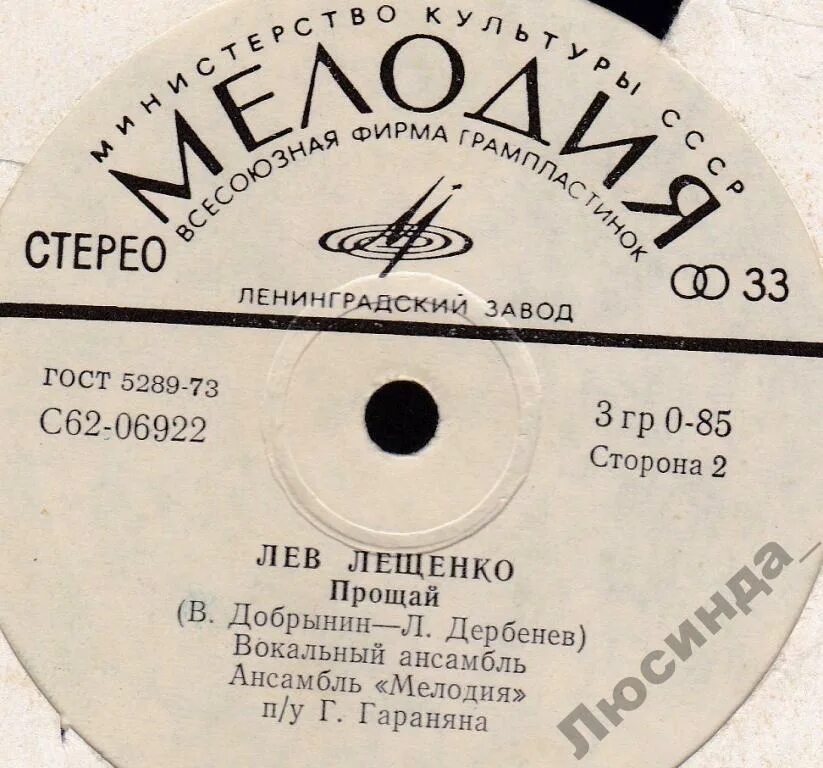 МИНИСТЕРСТВО КУЛЬТУРЫ СССР
МЕЛОДИЯ
ВСЕСОЮЗНАЯ ФИРМА ГРАМПЛАСТИНОК
СТЕРЕО
33
ЛЕНИНГРАДСКИЙ ЗАВОД
ГОСТ 5289-73
С62-06922
3 гр 0-85
Сторона 2
ЛЕВ ЛЕЩЕНКО
Прощай
(В. Добрынин—Л. Дербенев)
Вокальный ансамбль
Ансамбль «Мелодия»
п/у Г. Гараняна
Люсинда_